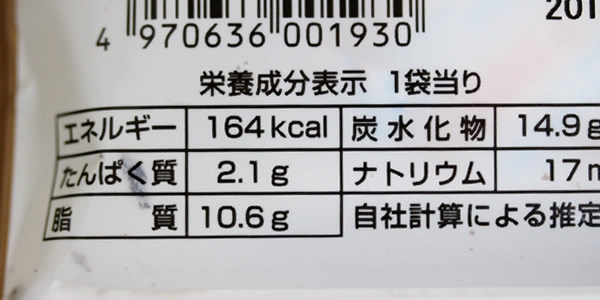 201
4 970636 001930
栄養成分表示 1袋当り
エネルギー 164kcal 炭水化物 14.9g
たんぱく質 2.1g ナトリウム 17m
脂質 10.6g 自社計算による推定